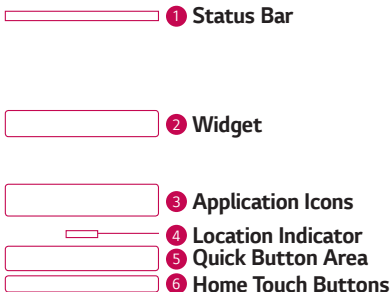 1 Status Bar
2 Widget
3 Application Icons
4 Location Indicator
5 Quick Button Area
6 Home Touch Buttons